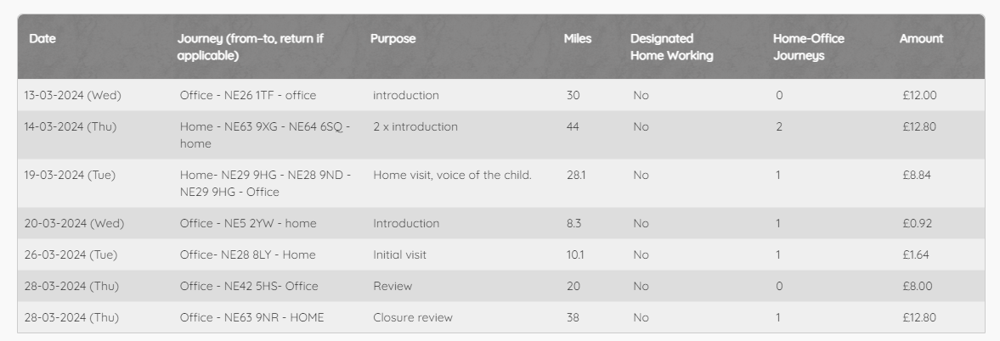 Date Journey (from-to, return if applicable) Purpose Miles Designated Home Working Home-Office Journeys Amount
13-03-2024 (Wed) Office - NE26 1TF - office introduction 30 No 0 £12.00
14-03-2024 (Thu) Home - NE63 9XG - NE64 6SQ - home 2 x introduction 44 No 2 £12.80
19-03-2024 (Tue) Home- NE29 9HG - NE28 9ND - NE29 9HG - Office Home visit, voice of the child. 28.1 No 1 £8.84
20-03-2024 (Wed) Office - NE5 2YW - home Introduction 8.3 No 1 £0.92
26-03-2024 (Tue) Office- NE28 8LY - Home Initial visit 10.1 No 1 £1.64
28-03-2024 (Thu) Office - NE42 5HS- Office Review 20 No 0 £8.00
28-03-2024 (Thu) Office - NE63 9NR - HOME Closure review 38 No 1 £12.80